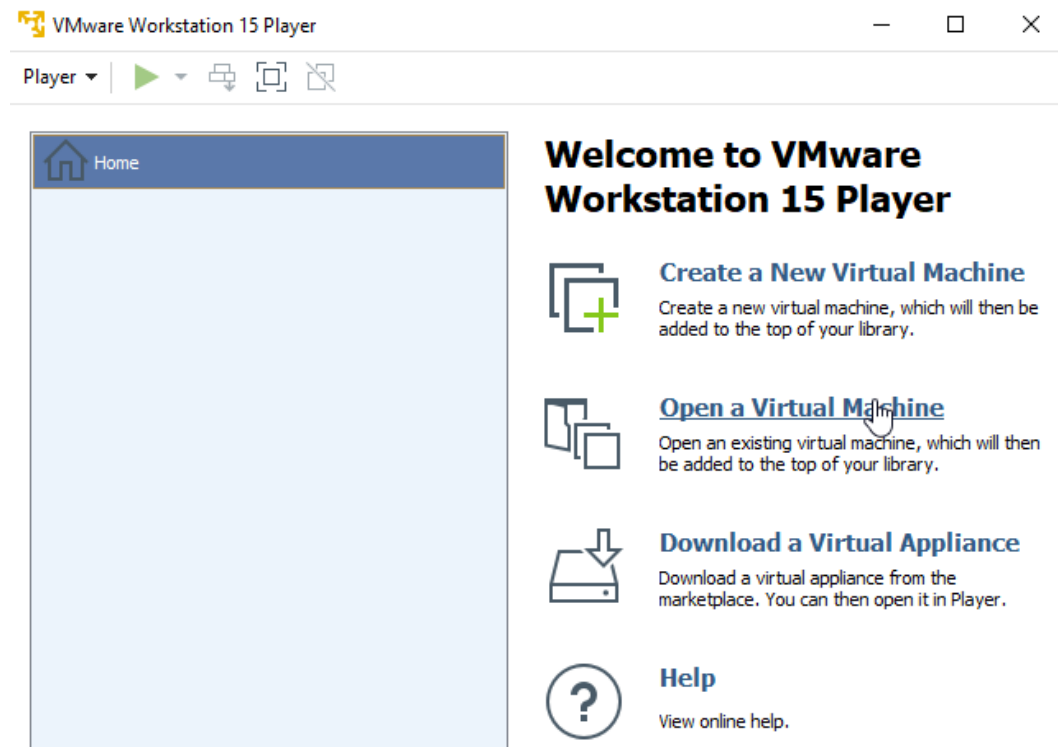 VMware Workstation 15 Player
Player
Home
Welcome to VMware
Workstation 15 Player
Create a New Virtual Machine
Create a new virtual machine, which will then be
added to the top of your library.
Open a Virtual Machine
Open an existing virtual machine, which will then
be added to the top of your library.
Download a Virtual Appliance
Download a virtual appliance from the
marketplace. You can then open it in Player.
?
Help
View online help.